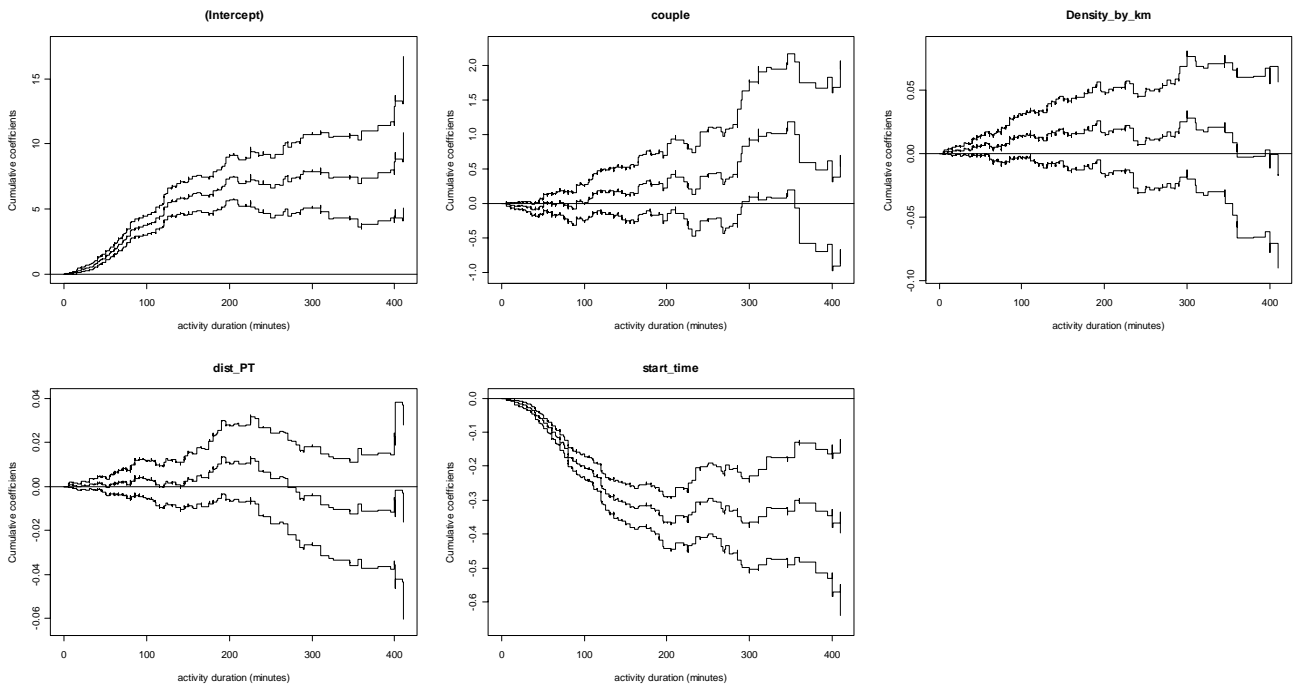 (Intercept)
Cumulative coefficients
15
10
5
0
0 100 200 300 400
activity duration (minutes)
couple
Cumulative coefficients
2.0
1.5
1.0
0.5
0.0
-0.5
-1.0
0 100 200 300 400
activity duration (minutes)
Density_by_km
Cumulative coefficients
0.05
0.00
-0.05
-0.10
0 100 200 300 400
activity duration (minutes)
dist_PT
Cumulative coefficients
0.04
0.02
0.00
-0.02
-0.04
-0.06
0 100 200 300 400
activity duration (minutes)
start_time
Cumulative coefficients
0.0
-0.1
-0.2
-0.3
-0.4
-0.5
-0.6
0 100 200 300 400
activity duration (minutes)